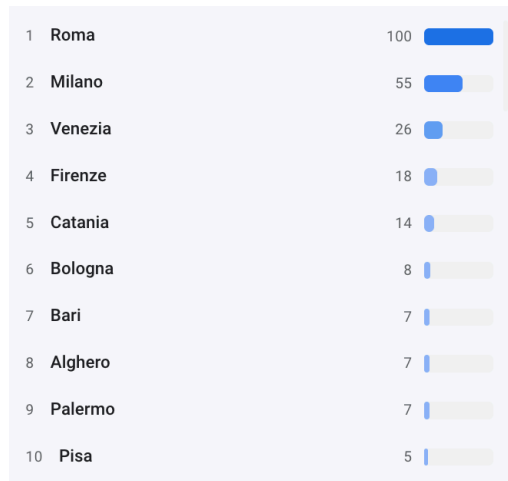 1 Roma 100
2 Milano 55
3 Venezia 26
4 Firenze 18
5 Catania 14
6 Bologna 8
7 Bari 7
8 Alghero 7
9 Palermo 7
10 Pisa 5